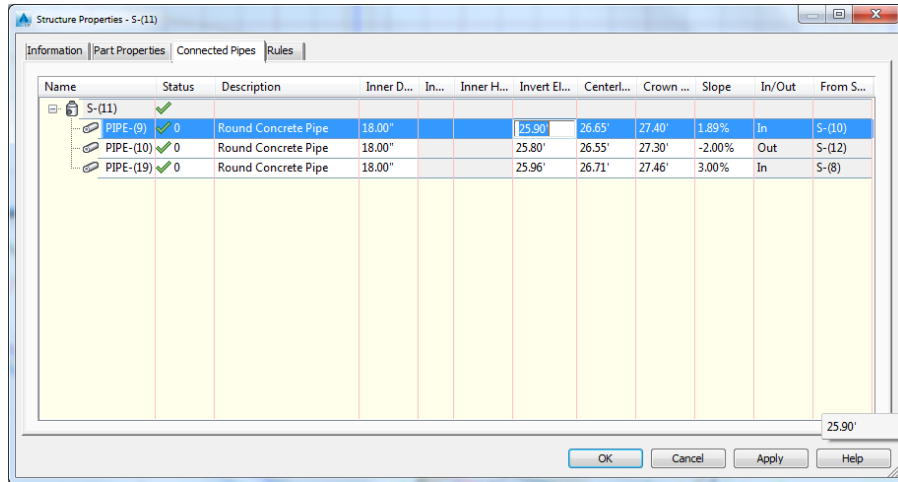 Structure Properties - S-(11)
Information Part Properties Connected Pipes Rules
Name Status Description Inner D... In... Inner H... Invert El... Centerl... Crown ... Slope In/Out From S...
S-(11)
PIPE-(9) 0 Round Concrete Pipe 18.00" 25.90' 26.65' 27.40' 1.89% In S-(10)
PIPE-(10) 0 Round Concrete Pipe 18.00" 25.80' 26.55' 27.30' -2.00% Out S-(12)
PIPE-(19) 0 Round Concrete Pipe 18.00" 25.96' 26.71' 27.46' 3.00% In S-(8)
25.90'
OK Cancel Apply Help